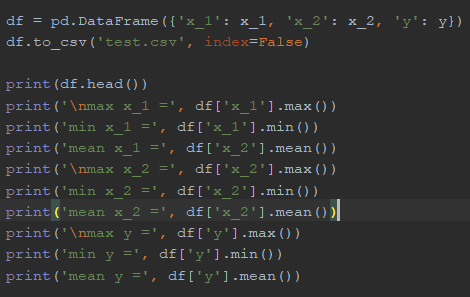 df = pd.DataFrame({'x_1': x_1, 'x_2': x_2, 'y': y})
df.to_csv('test.csv', index=False)
print(df.head())
print('\nmax x_1 =', df['x_1'].max())
print('min x_1 =', df['x_1'].min())
print('mean x_1 =', df['x_2'].mean())
print('\nmax x_2 =', df['x_2'].max())
print('min x_2 =', df['x_2'].min())
print('mean x_2 =', df['x_2'].mean())
print('\nmax y =', df['y'].max())
print('min y =', df['y'].min())
print('mean y =', df['y'].mean())